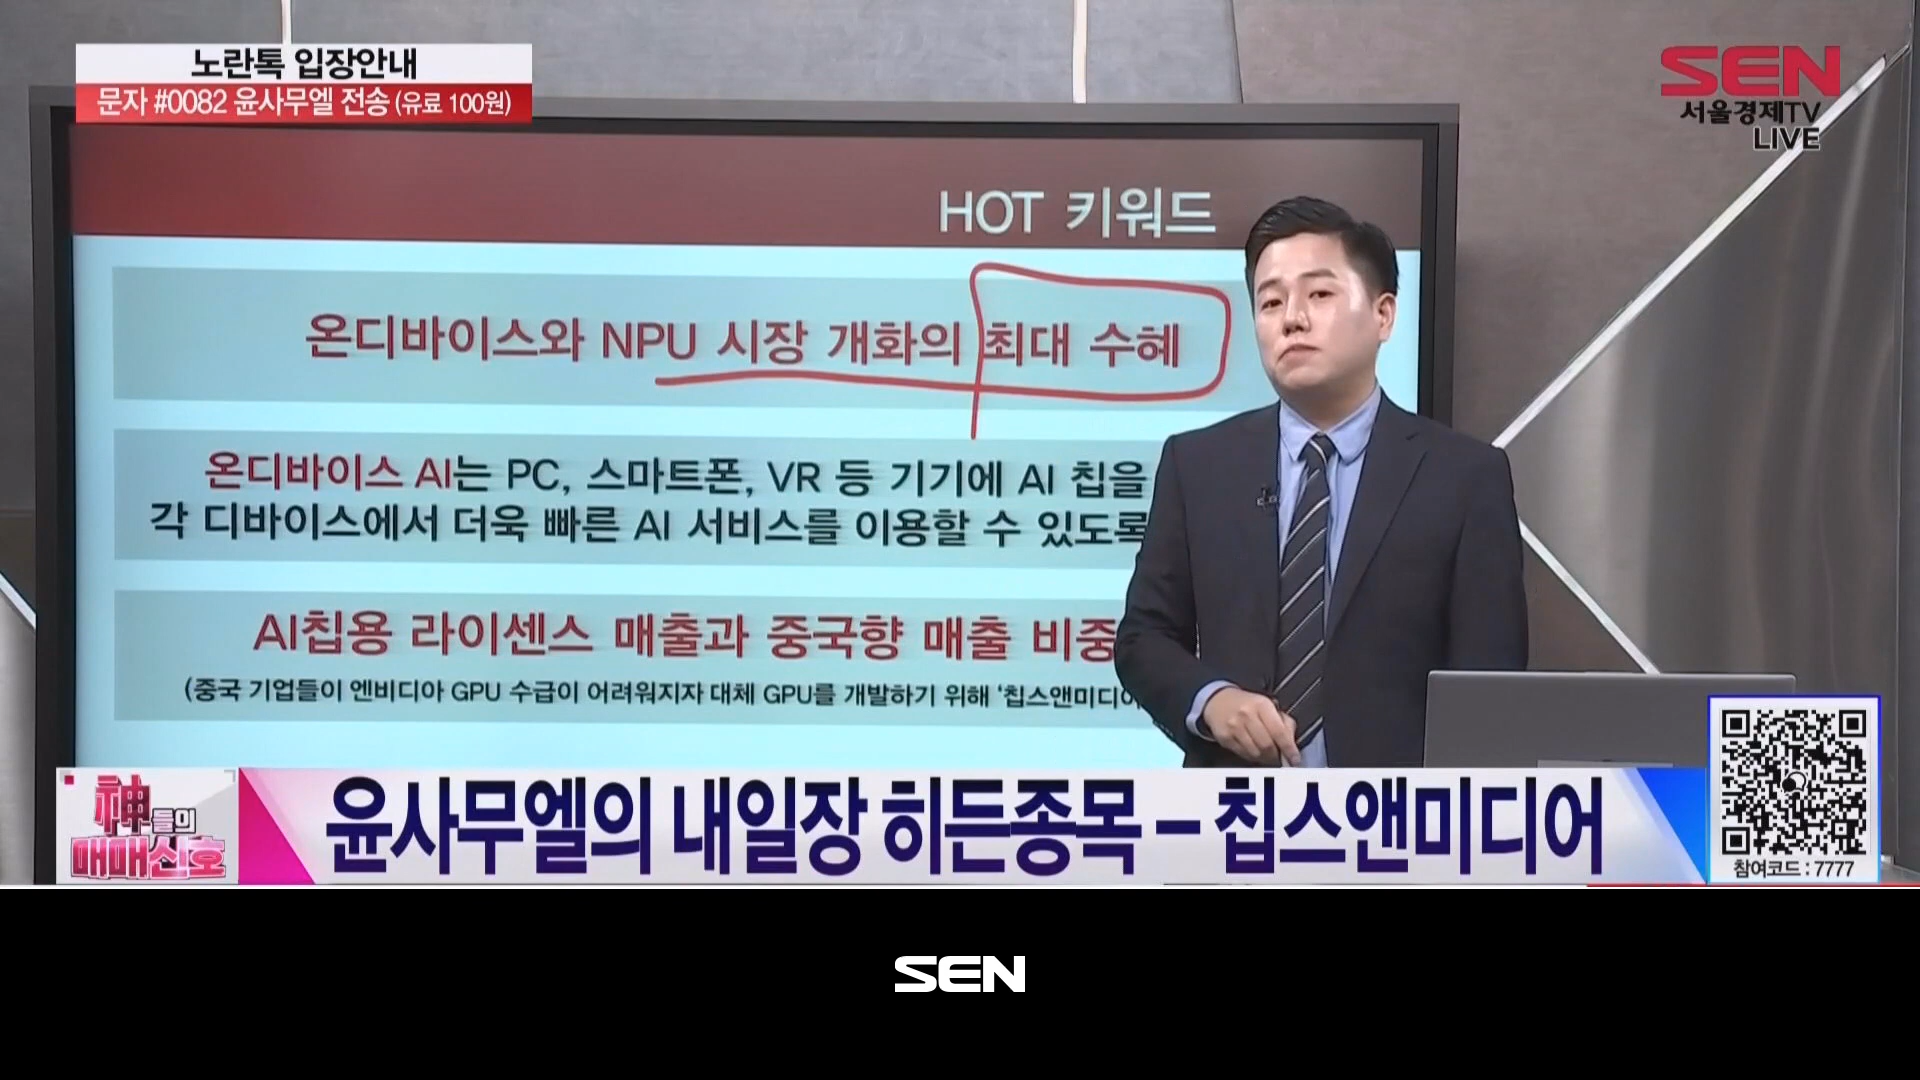 노란톡 입장안내
문자 #0082 윤사무엘 전송 (유료 100원)
SEN
서울경제TV
LIVE
HOT 키워드
온디바이스와 NPU 시장 개화의 최대 수혜
온디바이스 AI는 PC, 스마트폰, VR 등 기기에 AI 칩을
각 디바이스에서 더욱 빠른 AI 서비스를 이용할 수 있도록
AI칩용 라이센스 매출과 중국향 매출 비중
(중국 기업들이 엔비디아 GPU 수급이 어려워지자 대체 GPU를 개발하기 위해 ‘칩스앤미디어
神들의
매매신호
윤사무엘의 내일장 히든종목 - 칩스앤미디어
참여코드 : 7777
SEN